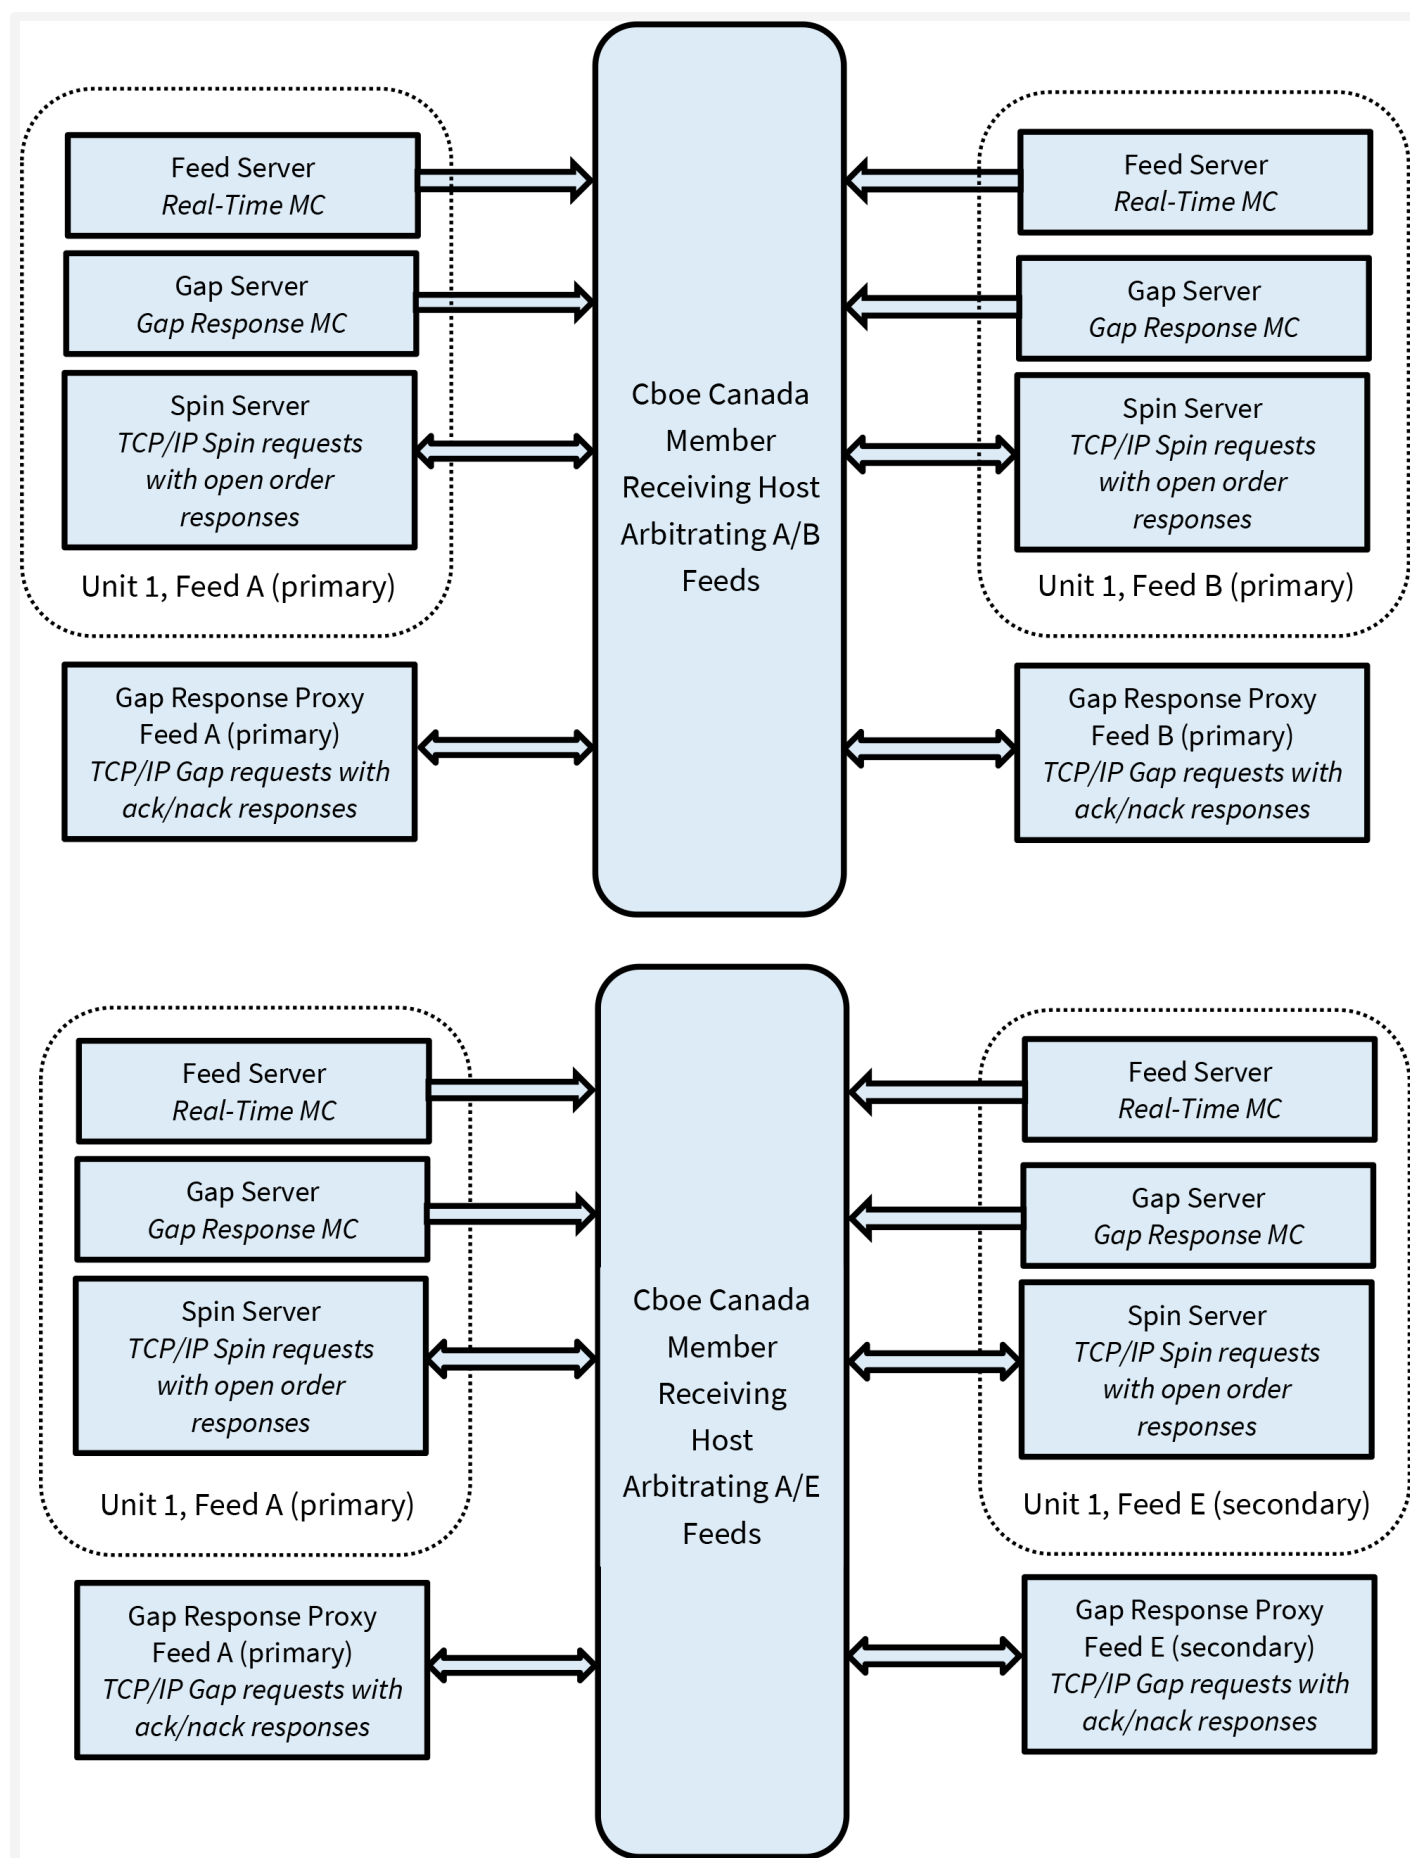 Feed Server
Real-Time MC
Gap Server
Gap Response MC
Spin Server
TCP/IP Spin requests
with open order
responses
Unit 1, Feed A (primary)
Gap Response Proxy
Feed A (primary)
TCP/IP Gap requests with
ack/nack responses
Cboe Canada
Member
Receiving Host
Arbitrating A/B
Feeds
Feed Server
Real-Time MC
Gap Server
Gap Response MC
Spin Server
TCP/IP Spin requests
with open order
responses
Unit 1, Feed B (primary)
Gap Response Proxy
Feed B (primary)
TCP/IP Gap requests with
ack/nack responses
Feed Server
Real-Time MC
Gap Server
Gap Response MC
Spin Server
TCP/IP Spin requests
with open order
responses
Unit 1, Feed A (primary)
Gap Response Proxy
Feed A (primary)
TCP/IP Gap requests with
ack/nack responses
Cboe Canada
Member
Receiving
Host
Arbitrating A/E
Feeds
Feed Server
Real-Time MC
Gap Server
Gap Response MC
Spin Server
TCP/IP Spin requests
with open order
responses
Unit 1, Feed E (secondary)
Gap Response Proxy
Feed E (secondary)
TCP/IP Gap requests with
ack/nack responses